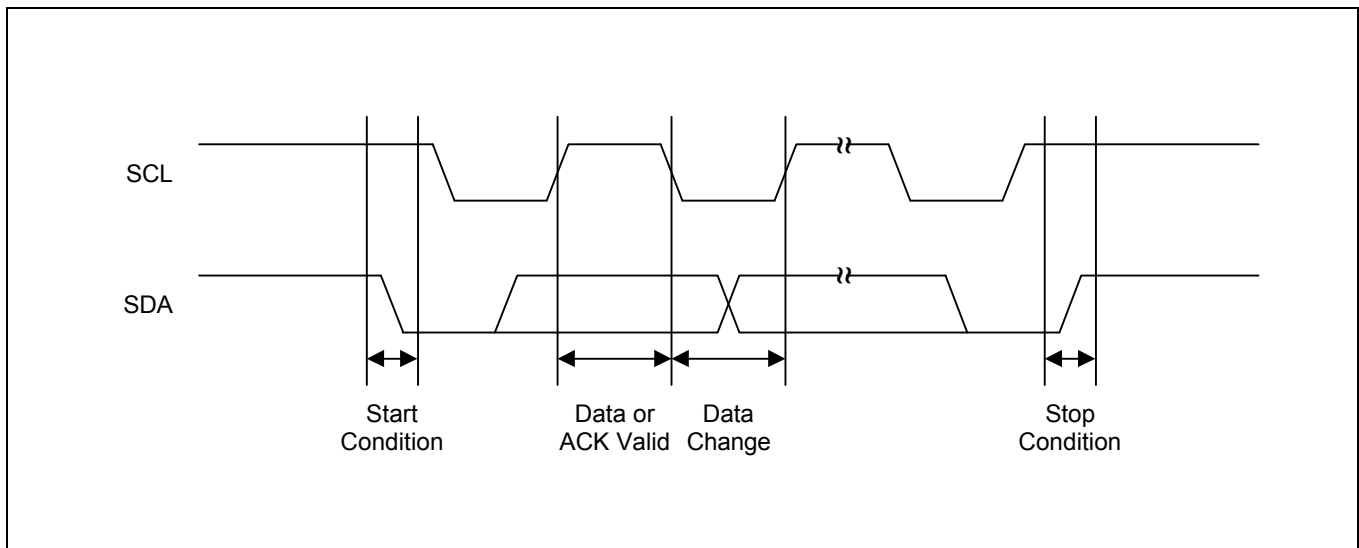 SCL
SDA
Start
Condition
Data or
ACK Valid
Data
Change
Stop
Condition